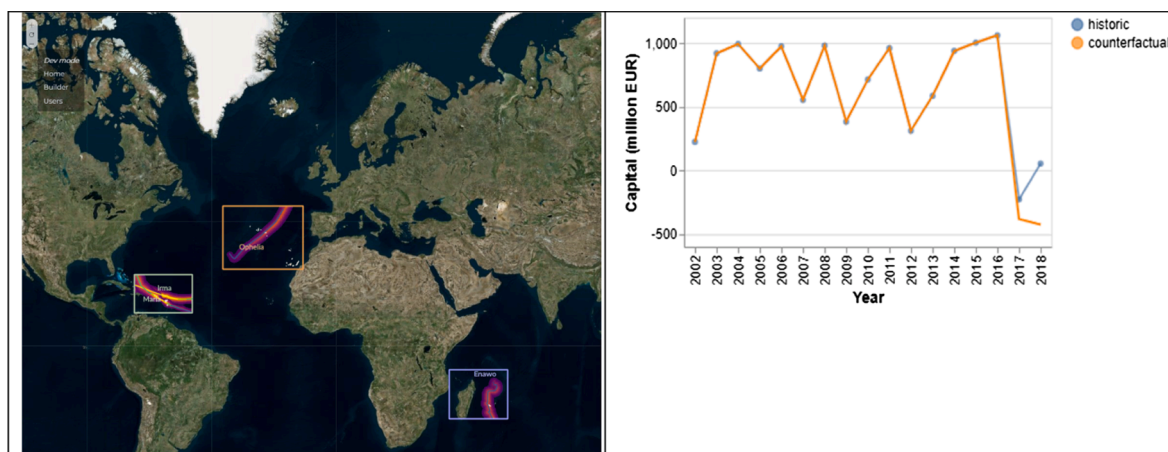 Dev mode
Home
Builder
Users
Ophelia
Irma
Maria
Enawo
historic
counterfactual
Capital (million EUR)
1,000
500
0
-500
2002
2003
2004
2005
2006
2007
2008
2009
2010
2011
2012
2013
2014
2015
2016
2017
2018
Year